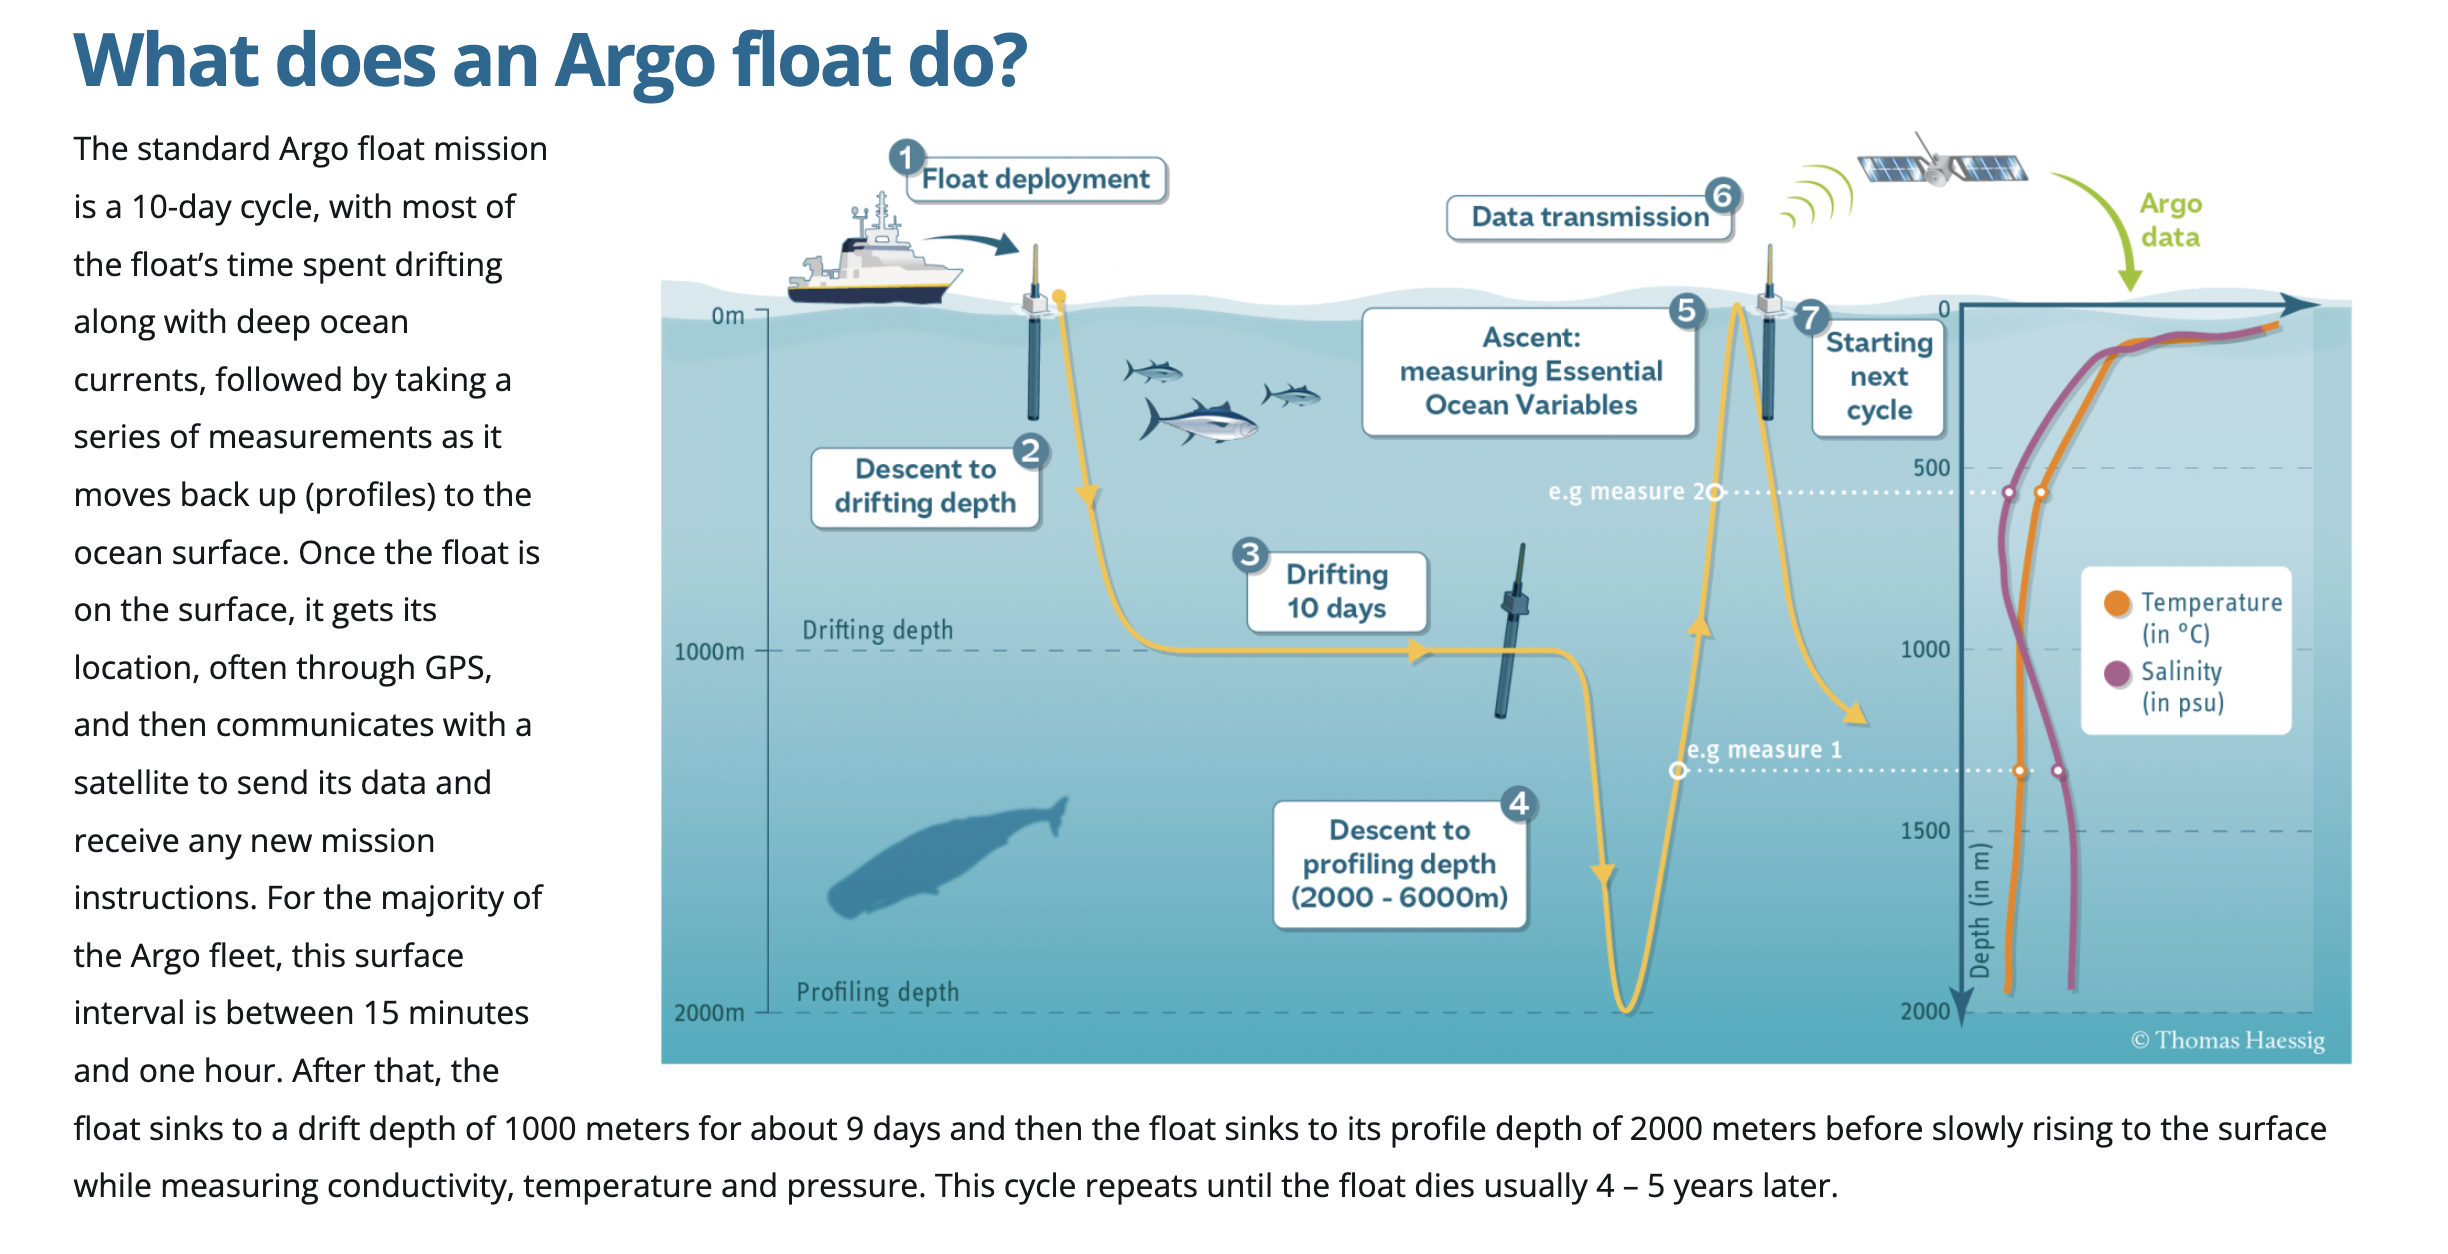 What does an Argo float do?
The standard Argo float mission
is a 10-day cycle, with most of
the float’s time spent drifting
along with deep ocean
currents, followed by taking a
series of measurements as it
moves back up (profiles) to the
ocean surface. Once the float is
on the surface, it gets its
location, often through GPS,
and then communicates with a
satellite to send its data and
receive any new mission
instructions. For the majority of
the Argo fleet, this surface
interval is between 15 minutes
and one hour. After that, the
float sinks to a drift depth of 1000 meters for about 9 days and then the float sinks to its profile depth of 2000 meters before slowly rising to the surface
while measuring conductivity, temperature and pressure. This cycle repeats until the float dies usually 4 – 5 years later.
1
Float deployment
2
Descent to
drifting depth
3
Drifting
10 days
4
Descent to
profiling depth
(2000 - 6000m)
5
Ascent:
measuring Essential
Ocean Variables
6
Data transmission
7
Starting
next
cycle
Argo
data
0m
1000m
2000m
Drifting depth
Profiling depth
e.g measure 2
e.g measure 1
0
500
1000
1500
2000
Depth (in m)
Temperature
(in °C)
Salinity
(in psu)
© Thomas Haessig